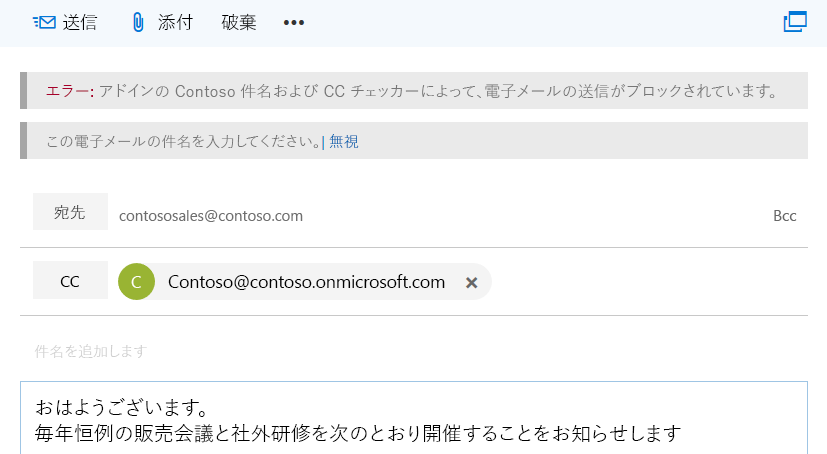 送信 添付 破棄 •••
エラー: アドインの Contoso 件名および CC チェッカーによって、電子メールの送信がブロックされています。
この電子メールの件名を入力してください。| 無視
宛先 contososales@contoso.com Bcc
CC C Contoso@contoso.onmicrosoft.com ×
件名を追加します
おはようございます。
毎年恒例の販売会議と社外研修を次のとおり開催することをお知らせします